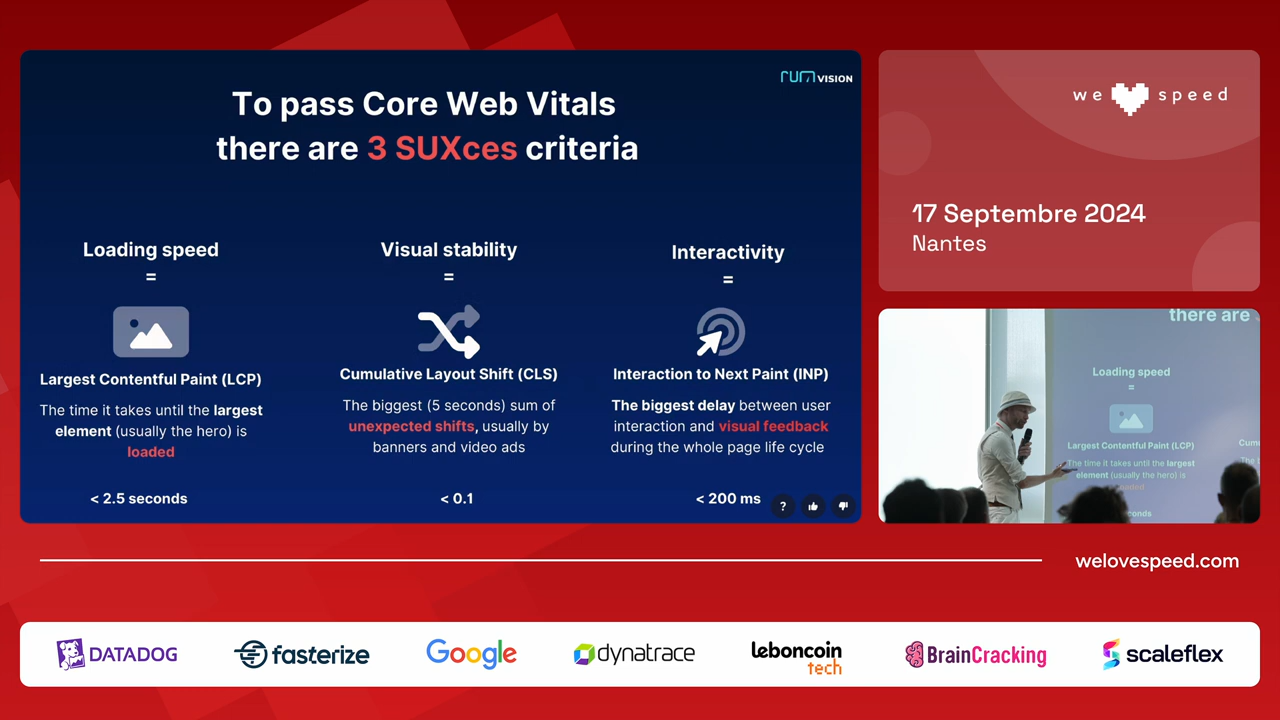 rum VISION
To pass Core Web Vitals
there are 3 SUXces criteria
Loading speed
=
Largest Contentful Paint (LCP)
The time it takes until the largest
element (usually the hero) is
loaded
< 2.5 seconds
Visual stability
=
Cumulative Layout Shift (CLS)
The biggest (5 seconds) sum of
unexpected shifts, usually by
banners and video ads
< 0.1
Interactivity
=
Interaction to Next Paint (INP)
The biggest delay between user
interaction and visual feedback
during the whole page life cycle
< 200 ms
?
we speed
17 Septembre 2024
Nantes
there are
Loading speed
=
Largest Contentful Paint (LCP)
The time it takes until the largest
element (usually the hero) is
loaded
welovespeed.com
DATADOG
fasterize
Google
dynatrace
leboncoin
tech
BrainCracking
scaleflex